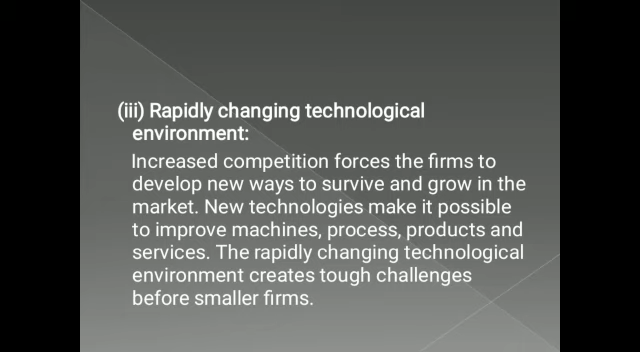 (iii) Rapidly changing technological
environment:
Increased competition forces the firms to
develop new ways to survive and grow in the
market. New technologies make it possible
to improve machines, process, products and
services. The rapidly changing technological
environment creates tough challenges
before smaller firms.